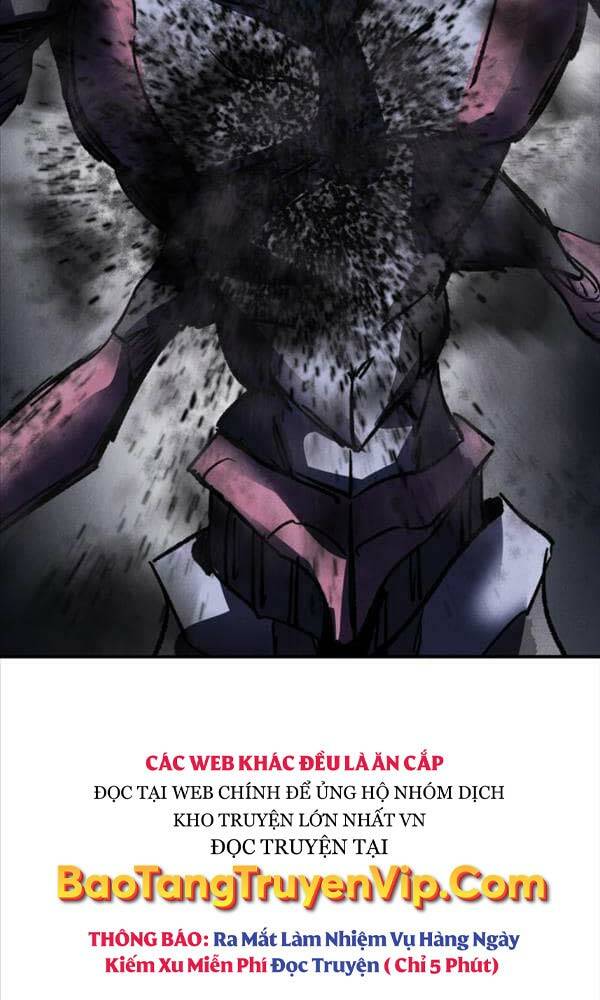 CÁC WEB KHÁC ĐỀU LÀ ĂN CẮP
ĐỌC TẠI WEB CHÍNH ĐỂ ỦNG HỘ NHÓM DỊCH
KHO TRUYỆN LỚN NHẤT VN
ĐỌC TRUYỆN TẠI
BaoTangTruyenVip.Com
THÔNG BÁO: Ra Mắt Làm Nhiệm Vụ Hàng Ngày
Kiếm Xu Miễn Phí Đọc Truyện ( Chỉ 5 Phút)